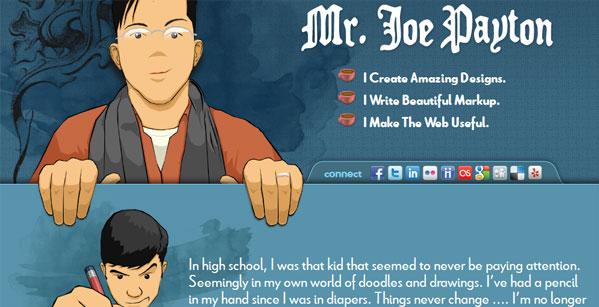 Mr. Joe Payton
I Create Amazing Designs.
I Write Beautiful Markup.
I Make The Web Useful.
connect
In high school, I was that kid that seemed to never be paying attention.
Seemingly in my own world of doodles and drawings. I've had a pencil
in my hand since I was in diapers. Things never change .... I'm no longer